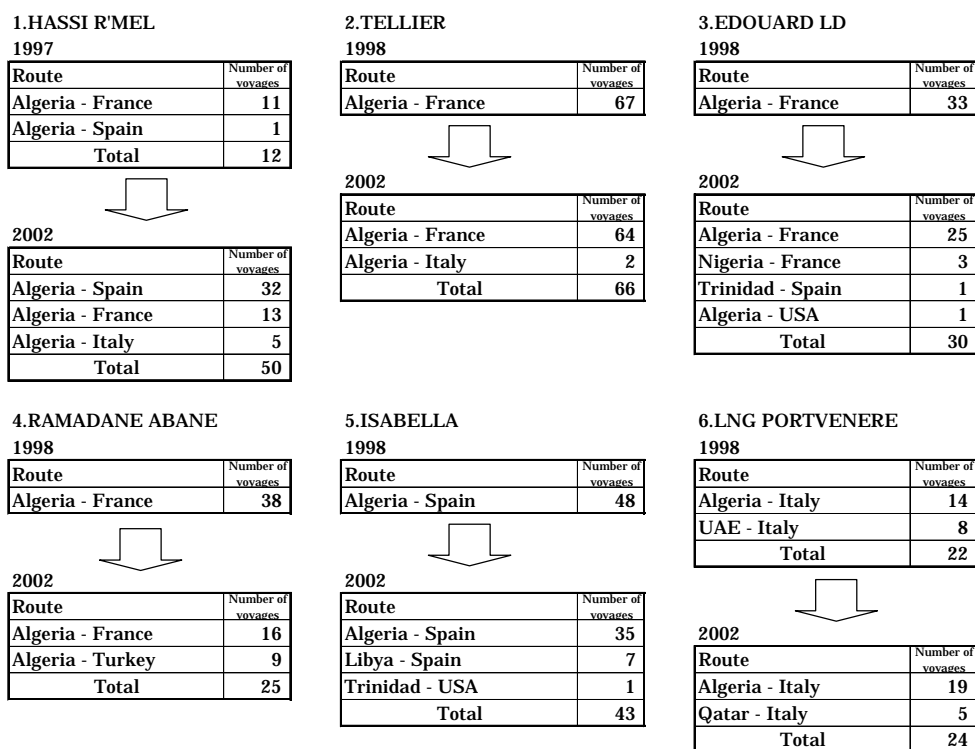 1.HASSI R'MEL
1997
Route Number of voyages
Algeria - France 11
Algeria - Spain 1
Total 12
2002
Route Number of voyages
Algeria - Spain 32
Algeria - France 13
Algeria - Italy 5
Total 50
2.TELLIER
1998
Route Number of voyages
Algeria - France 67
2002
Route Number of voyages
Algeria - France 64
Algeria - Italy 2
Total 66
3.EDOUARD LD
1998
Route Number of voyages
Algeria - France 33
2002
Route Number of voyages
Algeria - France 25
Nigeria - France 3
Trinidad - Spain 1
Algeria - USA 1
Total 30
4.RAMADANE ABANE
1998
Route Number of voyages
Algeria - France 38
2002
Route Number of voyages
Algeria - France 16
Algeria - Turkey 9
Total 25
5.ISABELLA
1998
Route Number of voyages
Algeria - Spain 48
2002
Route Number of voyages
Algeria - Spain 35
Libya - Spain 7
Trinidad - USA 1
Total 43
6.LNG PORTVENERE
1998
Route Number of voyages
Algeria - Italy 14
UAE - Italy 8
Total 22
2002
Route Number of voyages
Algeria - Italy 19
Qatar - Italy 5
Total 24